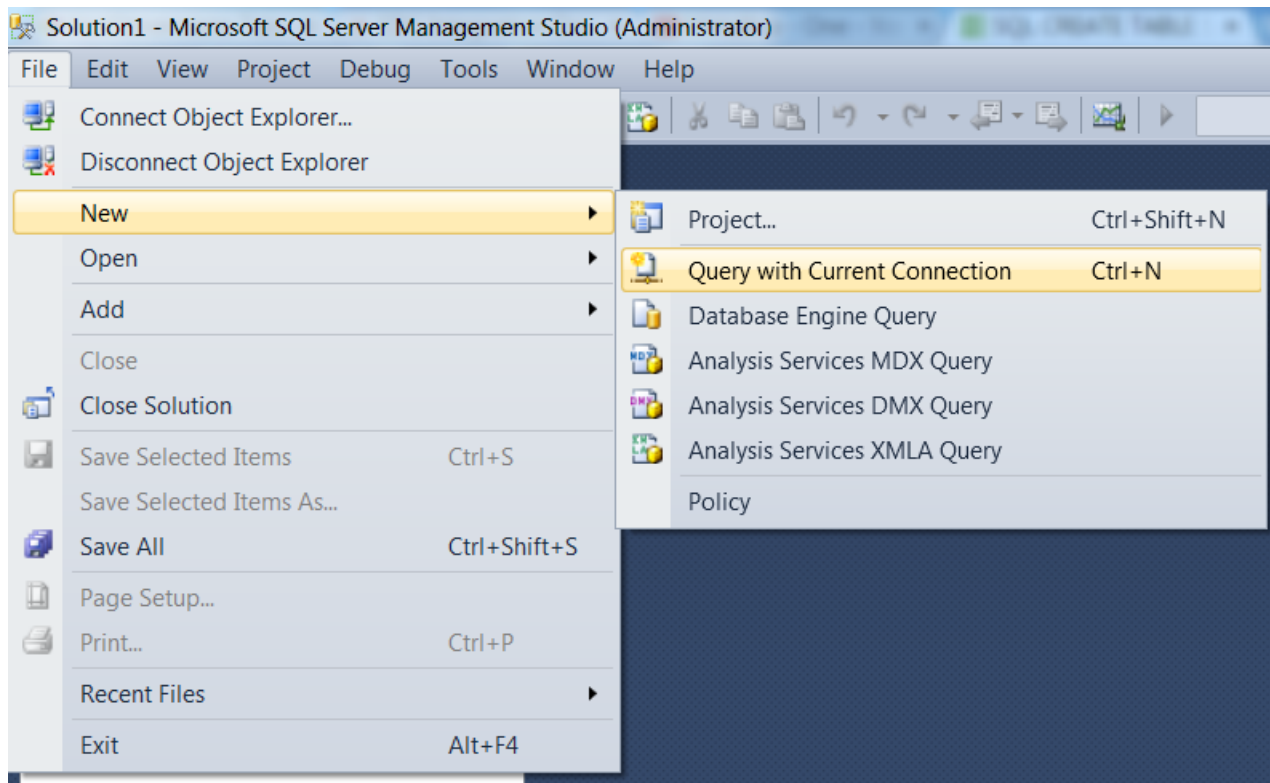 Solution1 - Microsoft SQL Server Management Studio (Administrator)
File Edit View Project Debug Tools Window Help
Connect Object Explorer...
Disconnect Object Explorer
New
Open
Add
Close
Close Solution
Save Selected Items Ctrl+S
Save Selected Items As...
Save All Ctrl+Shift+S
Page Setup...
Print... Ctrl+P
Recent Files
Exit Alt+F4
Project... Ctrl+Shift+N
Query with Current Connection Ctrl+N
Database Engine Query
Analysis Services MDX Query
Analysis Services DMX Query
Analysis Services XMLA Query
Policy